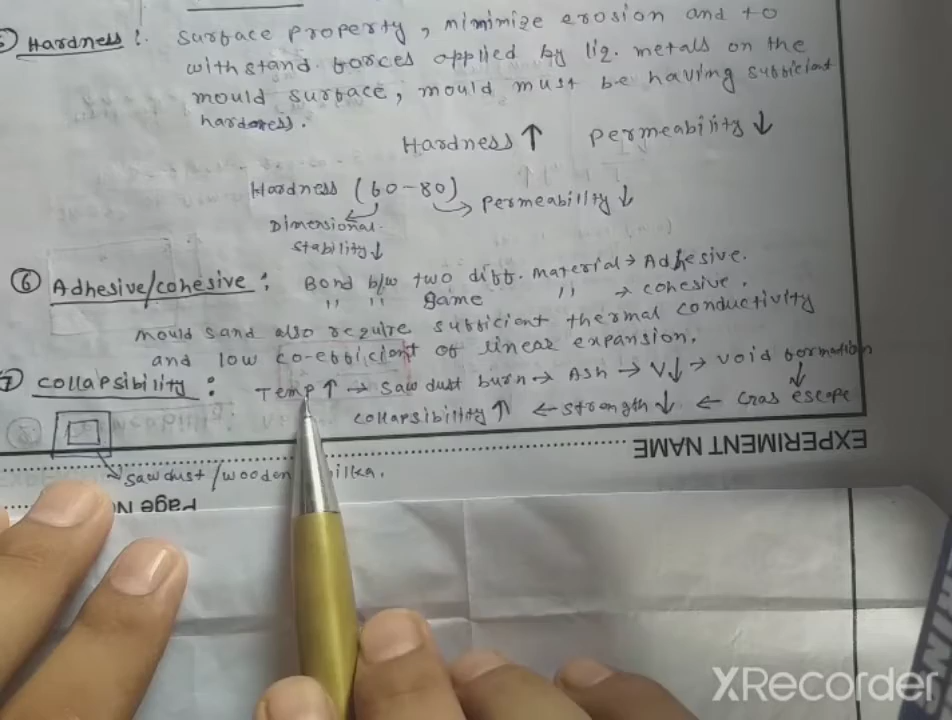 5) Hardness: Surface property, minimize erosion and to
withstand forces applied by liq. metals on the
mould surface, mould must be having sufficient
hardness.
Hardness ↑ Permeability ↓
Hardness (60-80) → Permeability ↓
Dimensional
stability ↓
⑥ Adhesive/cohesive: Bond b/w two diff. material → Adhesive.
" " game " → cohesive.
mould sand also require sufficient thermal conductivity
and low co-efficient of linear expansion.
⑦ Collapsibility: Temp ↑ → saw dust burn → Ash → V↓ → void formation
↓
collapsibility ↑ ← strength ↓ ← Gas escape
EXPERIMENT NAME
→ sawdust/wooden
Page No
XRecorder